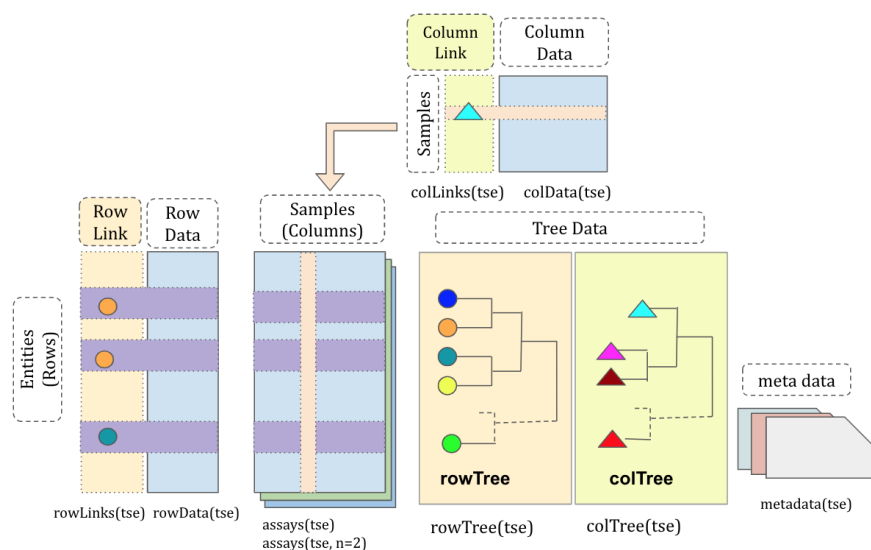 Column
Link
Column
Data
Samples
colLinks(tse)
colData(tse)
Row
Link
Row
Data
Samples
(Columns)
Tree Data
Entities
(Rows)
meta data
rowTree
colTree
rowLinks(tse)
rowData(tse)
assays(tse)
assays(tse, n=2)
rowTree(tse)
colTree(tse)
metadata(tse)